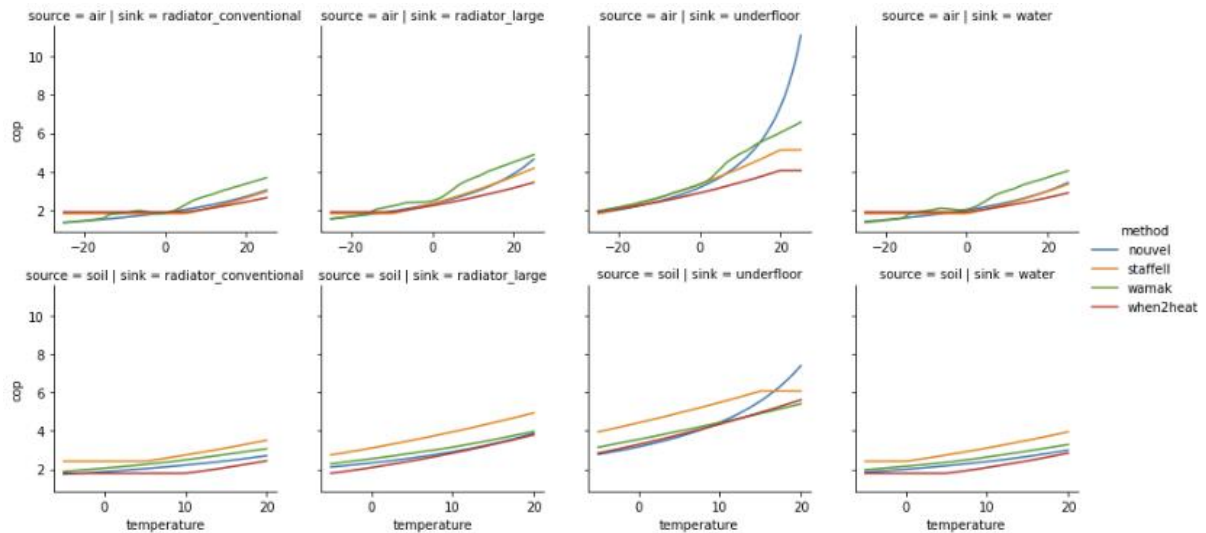 source = air | sink = radiator_conventional
source = air | sink = radiator_large
source = air | sink = underfloor
source = air | sink = water
10
8
6
4
2
cop
−20
0
20
−20
0
20
−20
0
20
−20
0
20
method
nouvel
staffell
wamak
when2heat
source = soil | sink = radiator_conventional
source = soil | sink = radiator_large
source = soil | sink = underfloor
source = soil | sink = water
10
8
6
4
2
cop
0
10
20
0
10
20
0
10
20
0
10
20
temperature
temperature
temperature
temperature